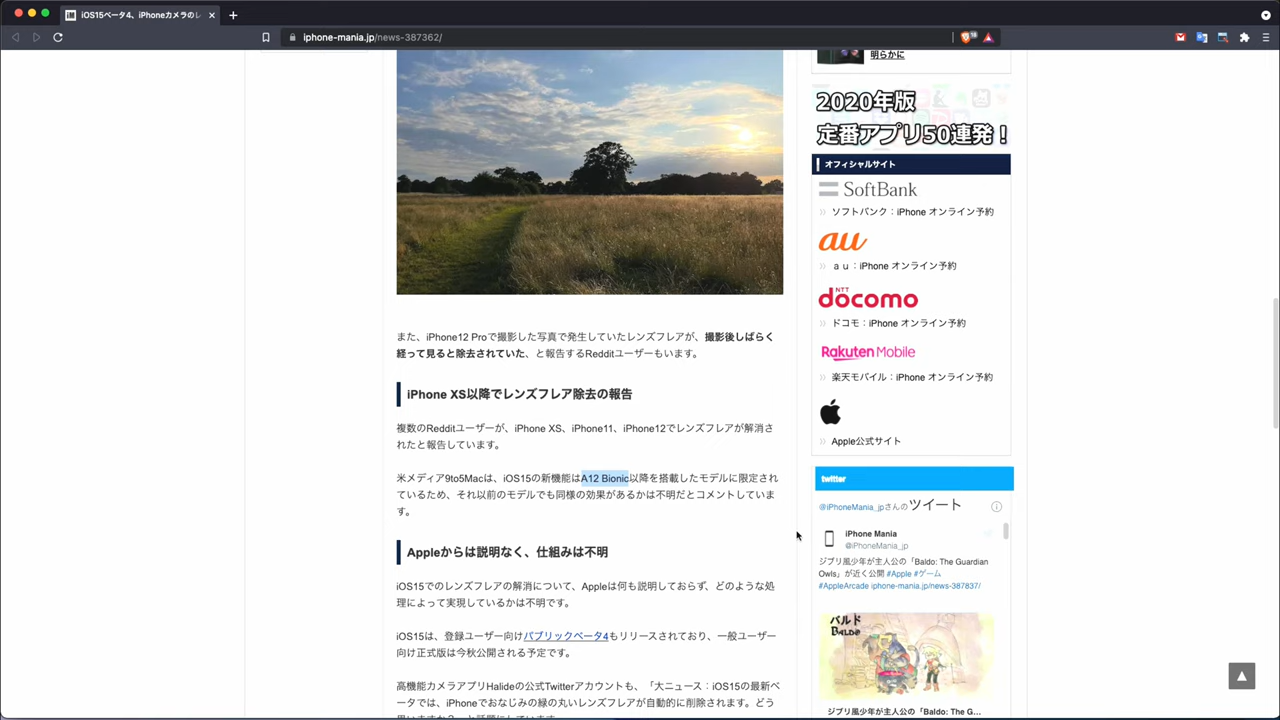 iOS15ベータ4、iPhoneカメラのレ
iphone-mania.jp/news-387362/
18
また、iPhone12 Proで撮影した写真で発生していたレンズフレアが、撮影後しばらく
経って見ると除去されていた、と報告するRedditユーザーもいます。
iPhone XS以降でレンズフレア除去の報告
複数のRedditユーザーが、iPhone XS、iPhone11、iPhone12でレンズフレアが解消さ
れたと報告しています。
米メディア9to5Macは、iOS15の新機能はA12 Bionic以降を搭載したモデルに限定され
ているため、それ以前のモデルでも同様の効果があるかは不明だとコメントしていま
す。
Appleからは説明なく、仕組みは不明
iOS15でのレンズフレアの解消について、Appleは何も説明しておらず、どのような処
理によって実現しているかは不明です。
iOS15は、登録ユーザー向けパブリックベータ4もリリースされており、一般ユーザー
向け正式版は今秋公開される予定です。
高機能カメラアプリHalideの公式Twitterアカウントも、「大ニュース：iOS15の最新ベ
ータでは、iPhoneでおなじみの緑の丸いレンズフレアが自動的に削除されます。どう
明らかに
2020年版
定番アプリ50連発！
オフィシャルサイト
SoftBank
ソフトバンク：iPhone オンライン予約
au
ａｕ：iPhone オンライン予約
NTT
docomo
ドコモ：iPhone オンライン予約
Rakuten Mobile
楽天モバイル：iPhone オンライン予約
Apple公式サイト
twitter
@iPhoneMania_jpさんのツイート
iPhone Mania
@iPhoneMania_jp
ジブリ風少年が主人公の「Baldo: The Guardian
Owls」が近く公開 #Apple #ゲーム
#AppleArcade iphone-mania.jp/news-387837/
バルド
BALDO
ジブリ風少年が主人公の「Baldo: The G...